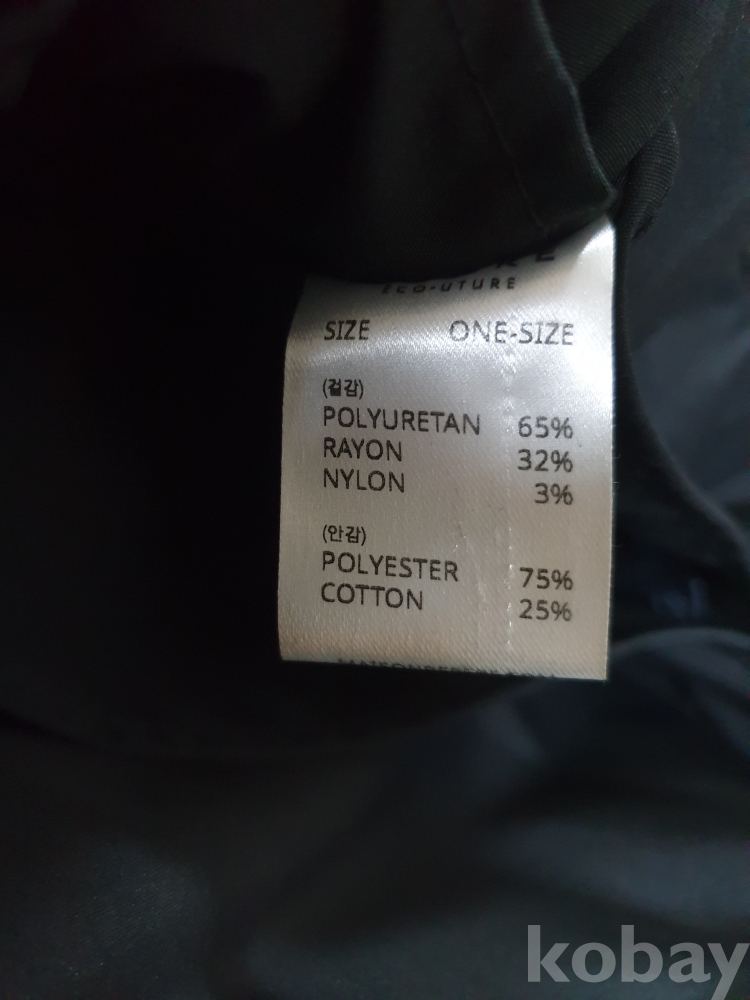 ECO-UTURE
SIZE ONE-SIZE
(겉감)
POLYURETAN 65%
RAYON 32%
NYLON 3%
(안감)
POLYESTER 75%
COTTON 25%
kobay